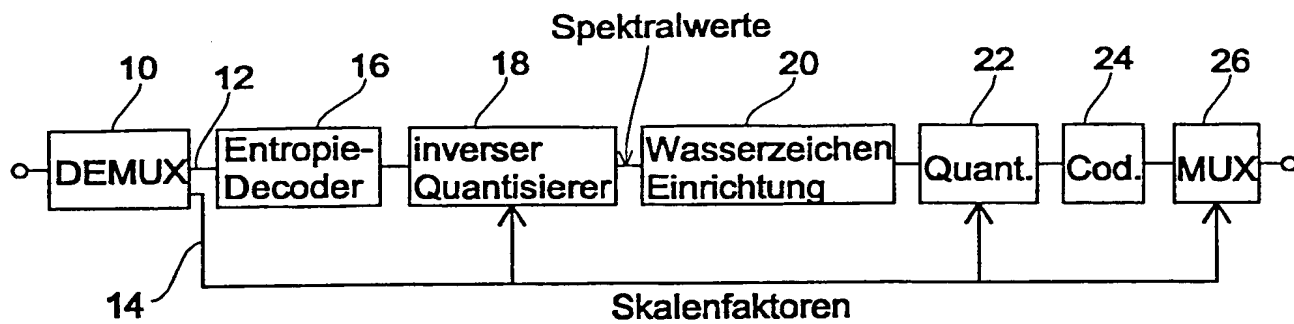 Spektralwerte
10 12 16 18 20 22 24 26
DEMUX
Entropie-
Decoder
inverser
Quantisierer
Wasserzeichen
Einrichtung
Quant.
Cod.
MUX
14
Skalenfaktoren